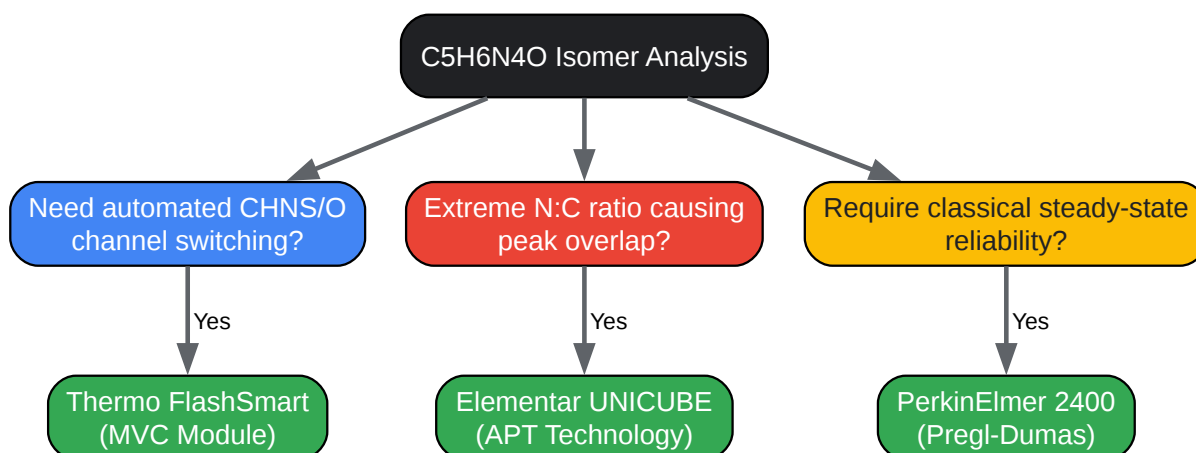 C5H6N4O Isomer Analysis
Need automated CHNS/O
channel switching?
Extreme N:C ratio causing
peak overlap?
Require classical steady-state
reliability?
Yes
Yes
Yes
Thermo FlashSmart
(MVC Module)
Elementar UNICUBE
(APT Technology)
PerkinElmer 2400
(Pregl-Dumas)